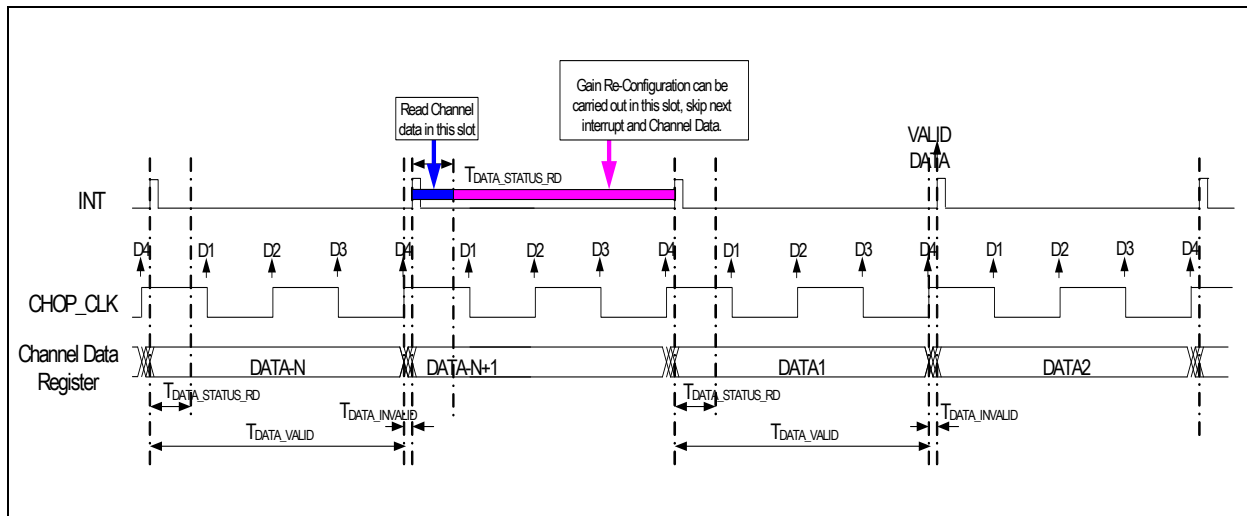 Read Channel
data in this slot
Gain Re-Configuration can be
carried out in this slot, skip next
interrupt and Channel Data.
VALID
DATA
TDATA_STATUS_RD
INT
D4 D1 D2 D3 D4 D1 D2 D3 D4 D1 D2 D3 D4 D1 D2 D3 D4
CHOP_CLK
Channel Data
Register
DATA-N DATA-N+1 DATA1 DATA2
TDATA_STATUS_RD TDATA_STATUS_RD
TDATA_INVALID TDATA_INVALID
TDATA_VALID TDATA_VALID